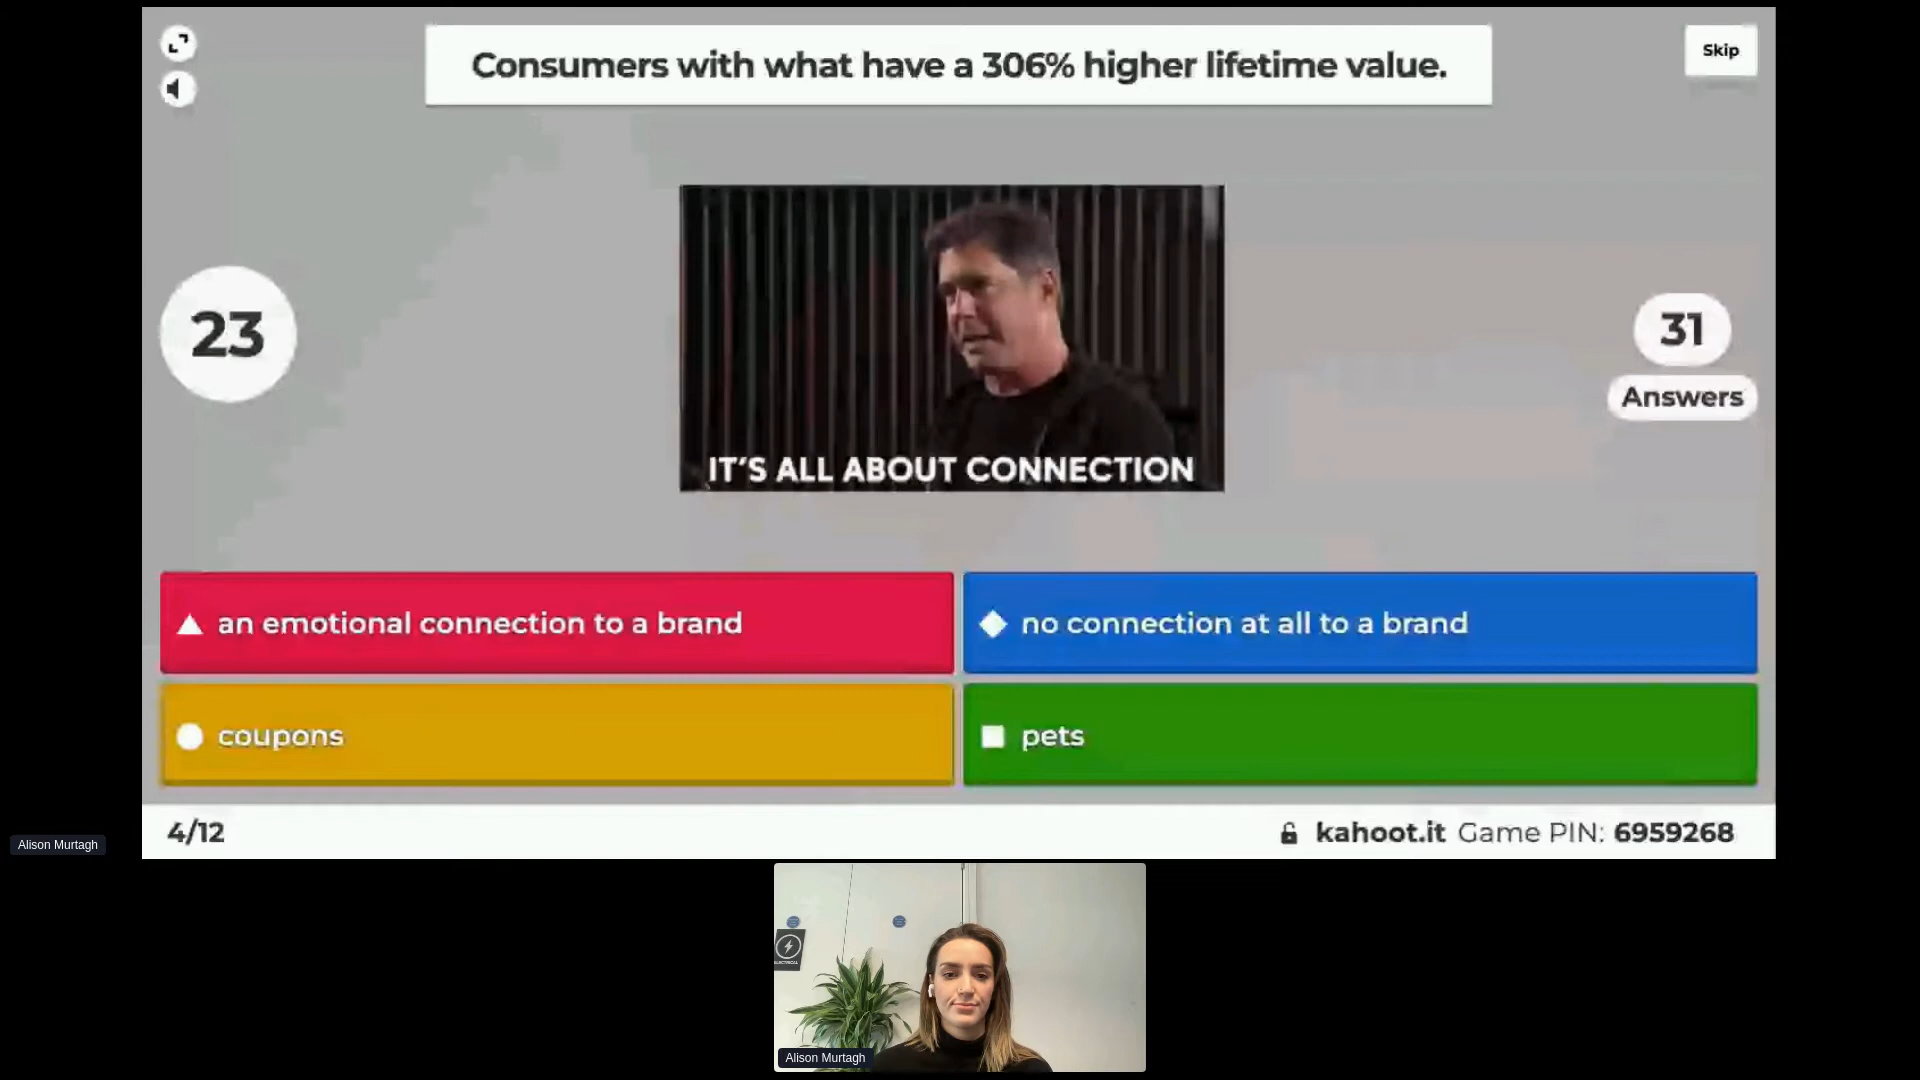 Consumers with what have a 306% higher lifetime value.
Skip
23
31
Answers
IT'S ALL ABOUT CONNECTION
an emotional connection to a brand
no connection at all to a brand
coupons
pets
4/12
kahoot.it Game PIN: 6959268
Alison Murtagh
ELECTRICAL
Alison Murtagh